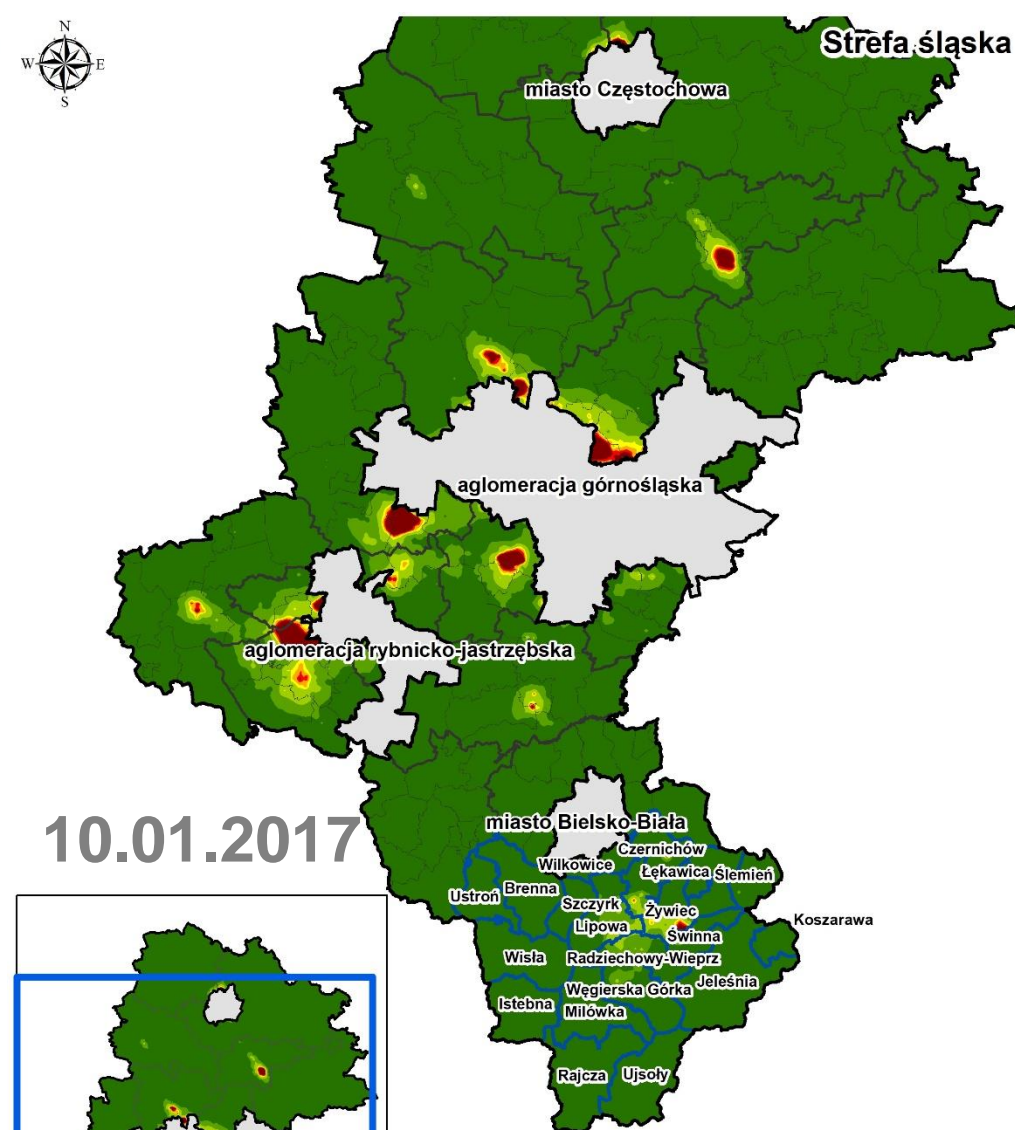 N
W E
S
Strefa śląska
miasto Częstochowa
aglomeracja górnośląska
aglomeracja rybnicko-jastrzębska
10.01.2017
miasto Bielsko-Biała
Czernichów
Wilkowice
Łękawica
Ślemień
Brenna
Ustroń
Szczyrk
Żywiec
Koszarawa
Lipowa
Świnna
Wisła
Radziechowy-Wieprz
Jeleśnia
Węgierska Górka
Istebna
Milówka
Rajcza
Ujsoły